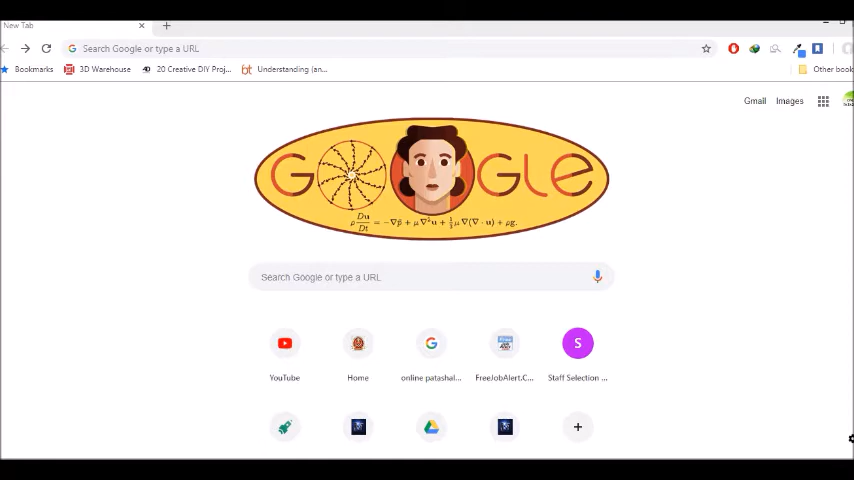 New Tab
Search Google or type a URL
Bookmarks 3D Warehouse 20 Creative DIY Proj... Understanding (an... Other book
Gmail Images
GOOGLE
ρ Du/Dt = -∇p̄ + μ∇²u + ⅓μ∇(∇ · u) + ρg.
Search Google or type a URL
YouTube Home online patashal... FreeJobAlert.C... Staff Selection ...
S